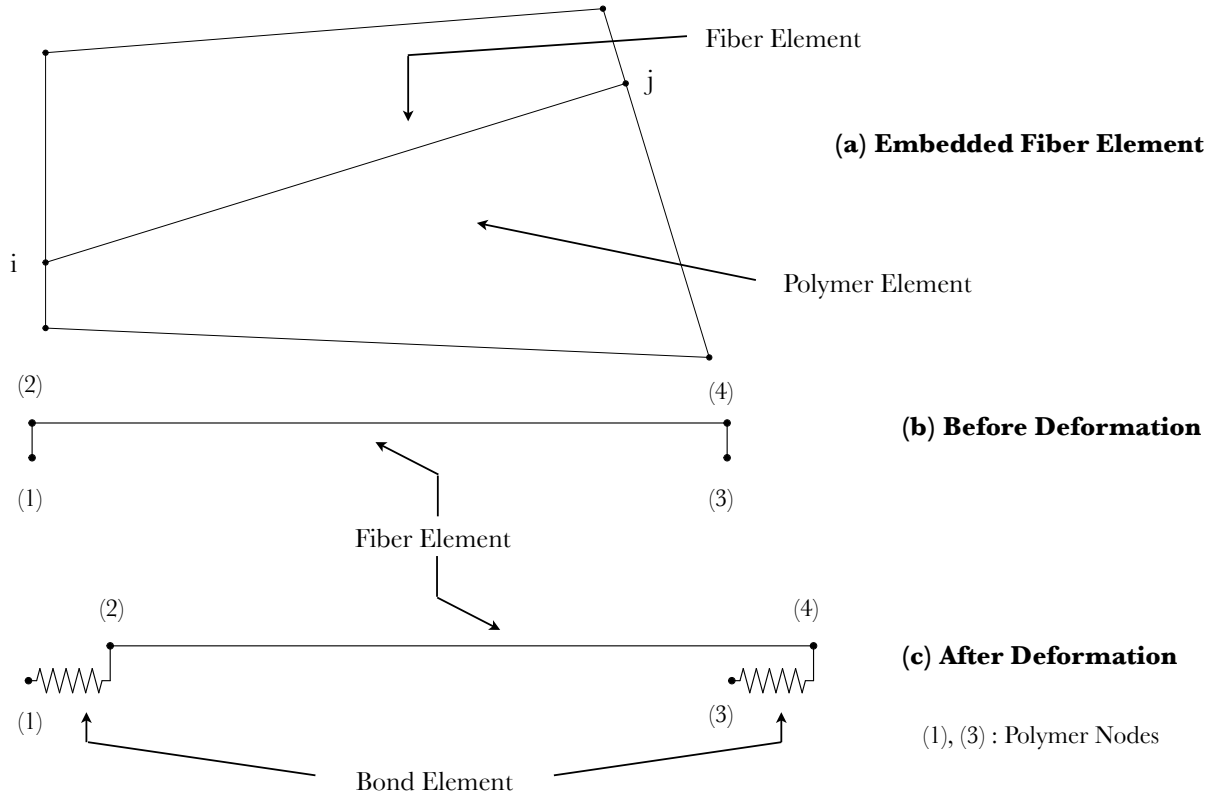 Fiber Element
j
(a) Embedded Fiber Element
i
Polymer Element
(2)
(4)
(b) Before Deformation
(1)
(3)
Fiber Element
(2)
(4)
(c) After Deformation
(1)
(3)
(1), (3) : Polymer Nodes
Bond Element